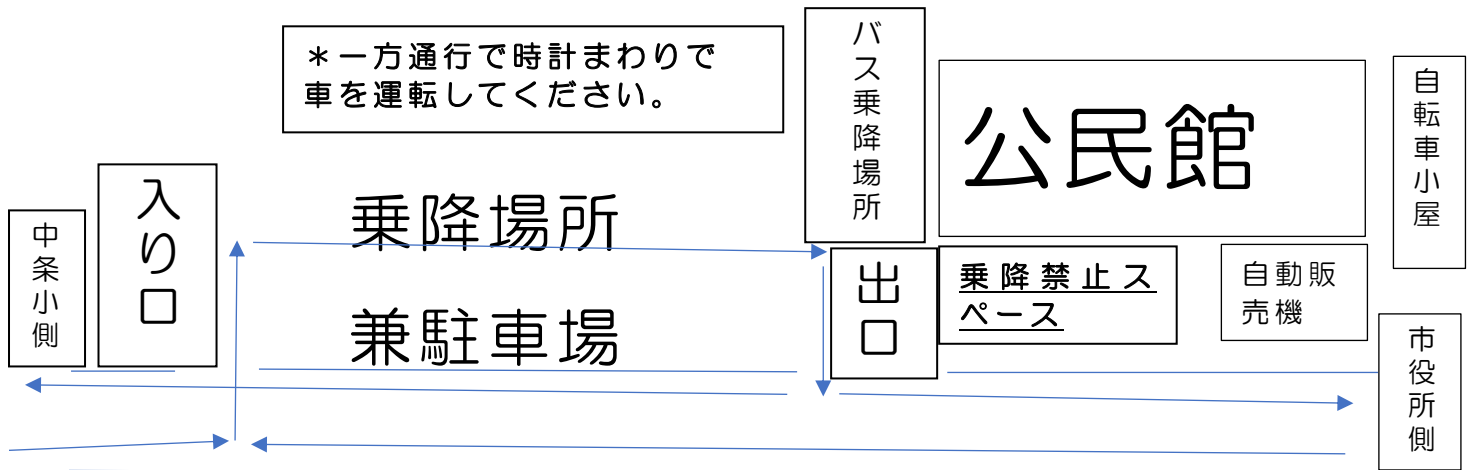 *一方通行で時計まわりで
車を運転してください。
バス乗降場所
公民館
自転車小屋
中条小側
入り口
乗降場所
兼駐車場
出口
乗降禁止ス
ペース
自動販
売機
市役所側